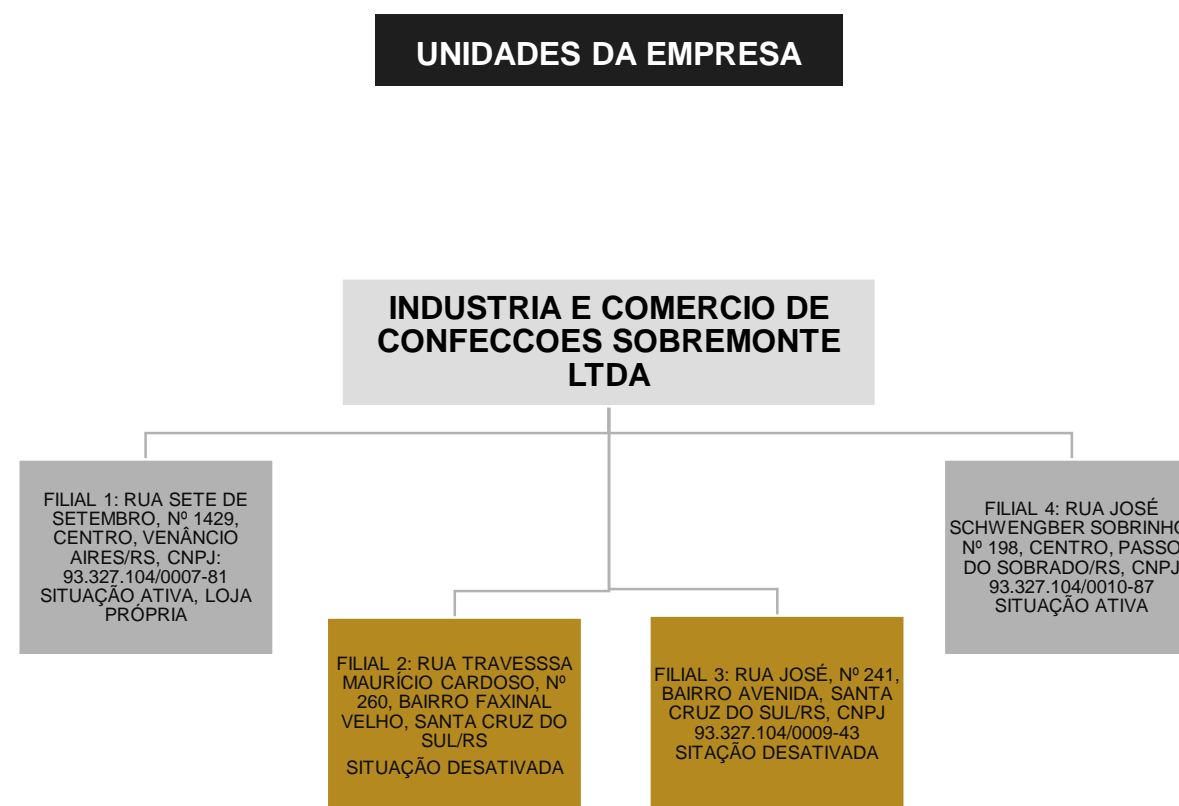 UNIDADES DA EMPRESA
INDUSTRIA E COMERCIO DE
CONFECCOES SOBREMONTE
LTDA
FILIAL 1: RUA SETE DE
SETEMBRO, Nº 1429,
CENTRO, VENÂNCIO
AIRES/RS, CNPJ:
93.327.104/0007-81
SITUAÇÃO ATIVA, LOJA
PRÓPRIA
FILIAL 2: RUA TRAVESSSA
MAURÍCIO CARDOSO, Nº
260, BAIRRO FAXINAL
VELHO, SANTA CRUZ DO
SUL/RS
SITUAÇÃO DESATIVADA
FILIAL 3: RUA JOSÉ, Nº 241,
BAIRRO AVENIDA, SANTA
CRUZ DO SUL/RS, CNPJ
93.327.104/0009-43
SITAÇÃO DESATIVADA
FILIAL 4: RUA JOSÉ
SCHWENGBER SOBRINHO
Nº 198, CENTRO, PASSO
DO SOBRADO/RS, CNPJ
93.327.104/0010-87
SITUAÇÃO ATIVA